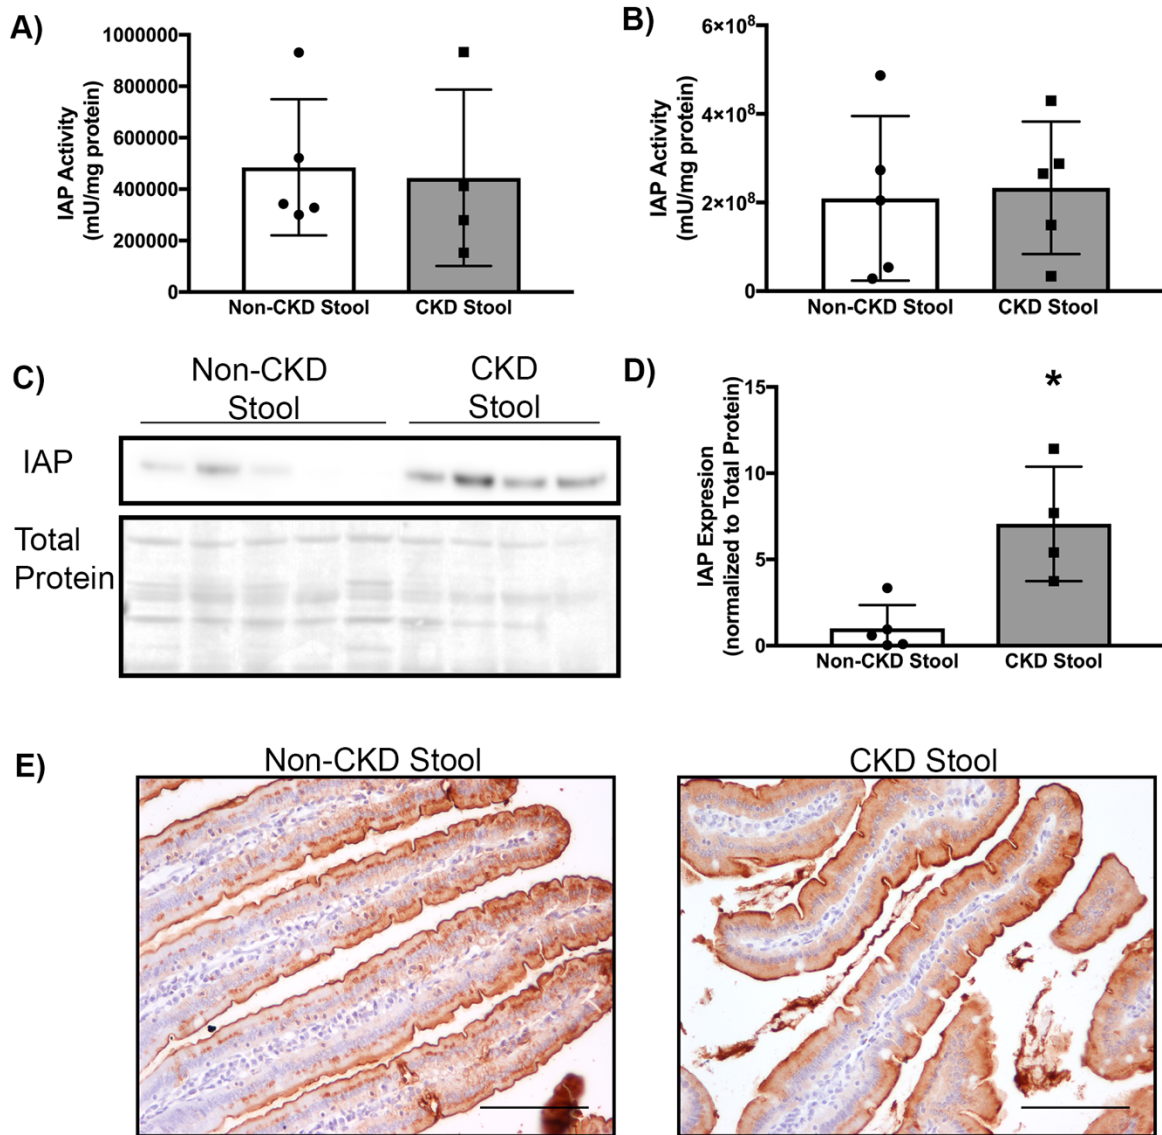 A)
IAP Activity
(mU/mg protein)
1000000
800000
600000
400000
200000
0
Non-CKD Stool
CKD Stool
B)
IAP Activity
(mU/mg protein)
6×10⁸
4×10⁸
2×10⁸
0
Non-CKD Stool
CKD Stool
C)
Non-CKD
Stool
CKD
Stool
IAP
Total
Protein
D)
IAP Expresion
(normalized to Total Protein)
15
10
5
0
*
Non-CKD Stool
CKD Stool
E)
Non-CKD Stool
CKD Stool